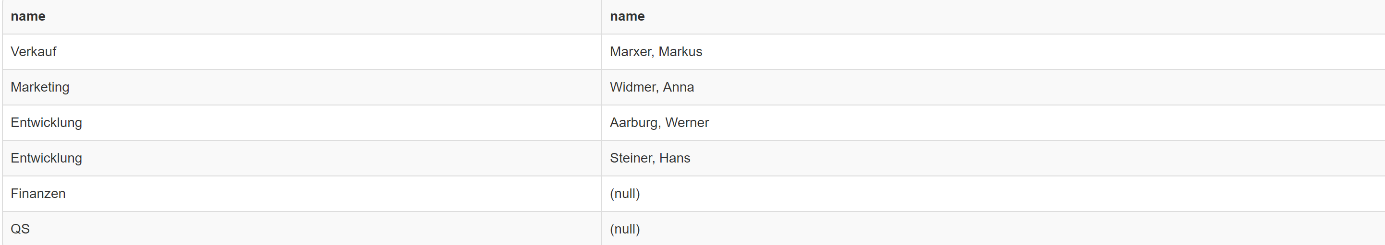 name name
Verkauf Marxer, Markus
Marketing Widmer, Anna
Entwicklung Aarburg, Werner
Entwicklung Steiner, Hans
Finanzen (null)
QS (null)